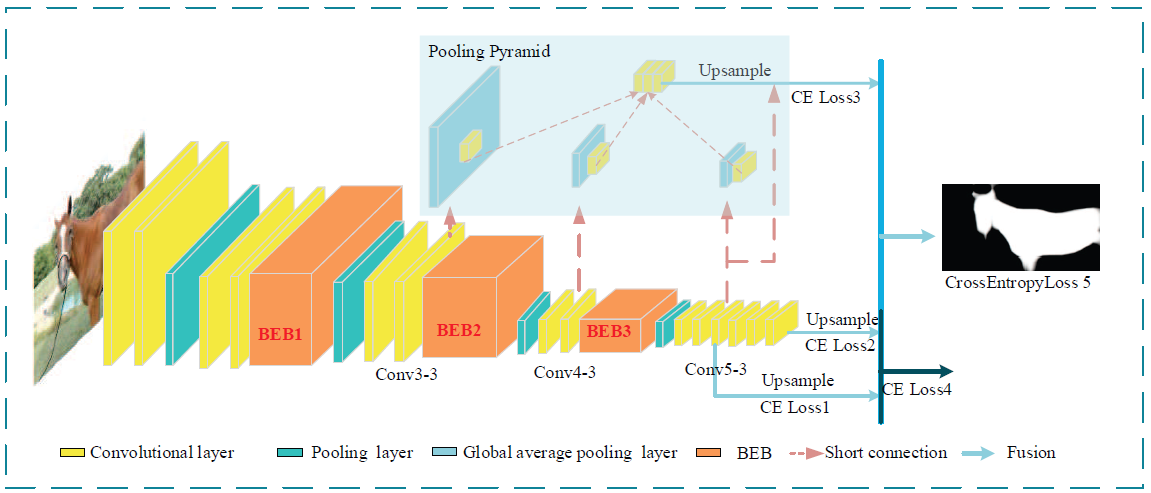 Pooling Pyramid
Upsample
CE Loss3
BEB1
BEB2
BEB3
Conv3-3
Conv4-3
Conv5-3
CrossEntropyLoss 5
Upsample
CE Loss2
Upsample
CE Loss1
CE Loss4
Convolutional layer
Pooling layer
Global average pooling layer
BEB
Short connection
Fusion